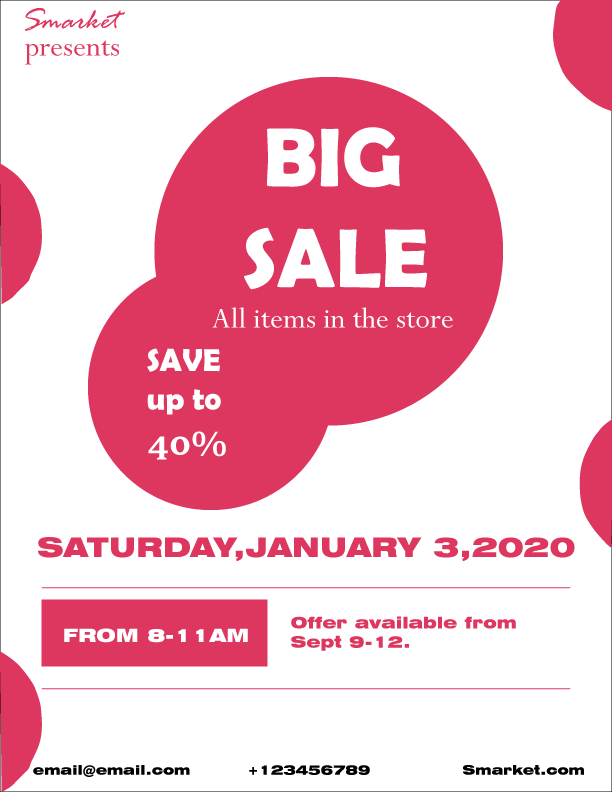 Smarket
presents
BIG
SALE
All items in the store
SAVE
up to
40%
SATURDAY,JANUARY 3,2020
FROM 8-11AM
Offer available from
Sept 9-12.
email@email.com +123456789 Smarket.com